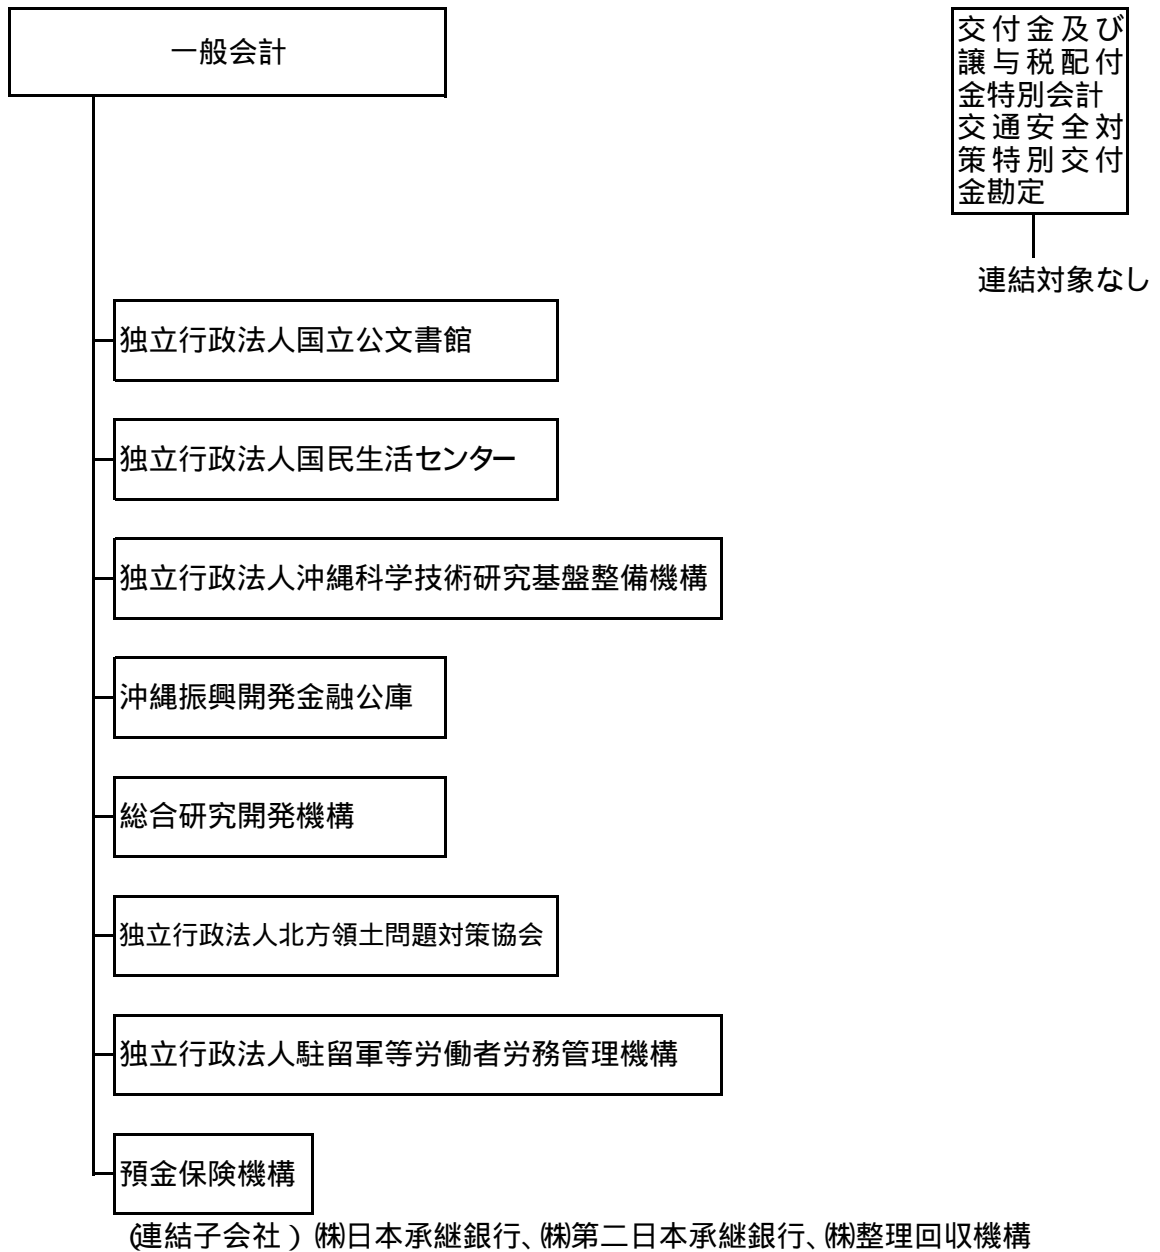 一般会計
交付金及び
譲与税配付
金特別会計
交通安全対
策特別交付
金勘定
連結対象なし
独立行政法人国立公文書館
独立行政法人国民生活センター
独立行政法人沖縄科学技術研究基盤整備機構
沖縄振興開発金融公庫
総合研究開発機構
独立行政法人北方領土問題対策協会
独立行政法人駐留軍等労働者労務管理機構
預金保険機構
(連結子会社)㈱日本承継銀行、㈱第二日本承継銀行、㈱整理回収機構